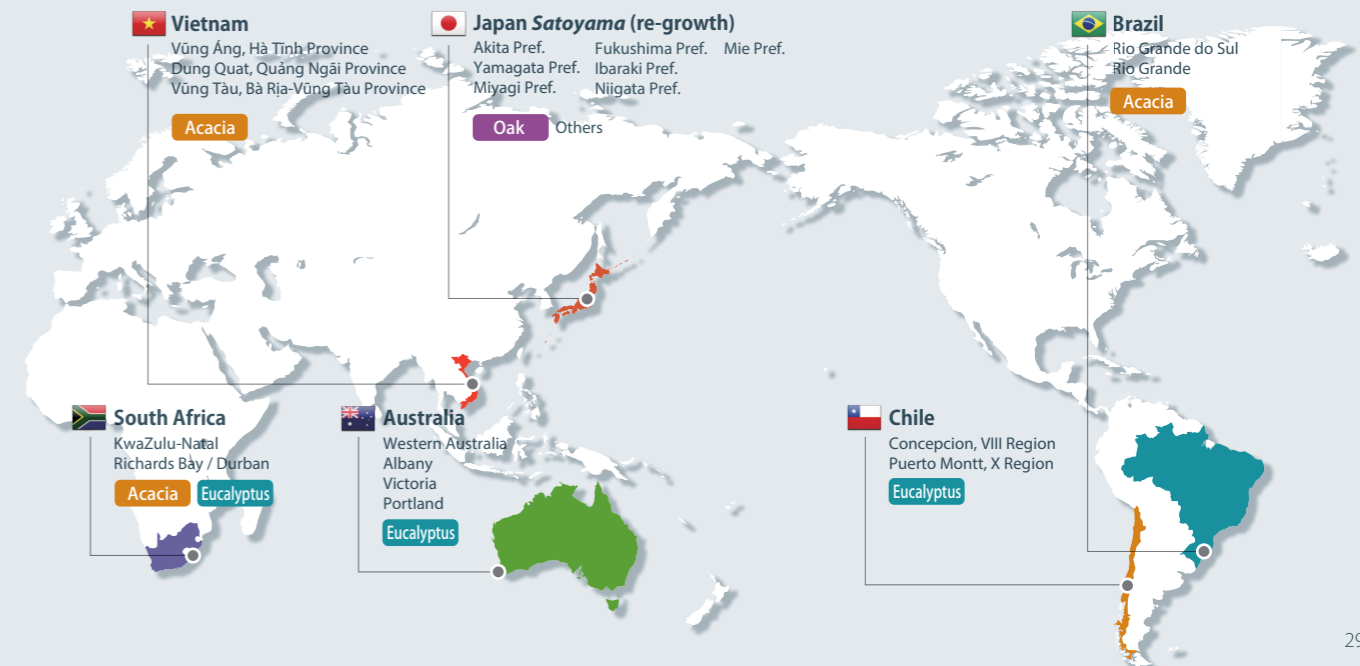 Vietnam
Vũng Áng, Hà Tĩnh Province
Dung Quat, Quảng Ngãi Province
Vũng Tàu, Bà Rịa-Vũng Tàu Province
Acacia
Japan Satoyama (re-growth)
Akita Pref. Fukushima Pref. Mie Pref.
Yamagata Pref. Ibaraki Pref.
Miyagi Pref. Niigata Pref.
Oak Others
Brazil
Rio Grande do Sul
Rio Grande
Acacia
South Africa
KwaZulu-Natal
Richards Bay / Durban
Acacia Eucalyptus
Australia
Western Australia
Albany
Victoria
Portland
Eucalyptus
Chile
Concepcion, VIII Region
Puerto Montt, X Region
Eucalyptus
29